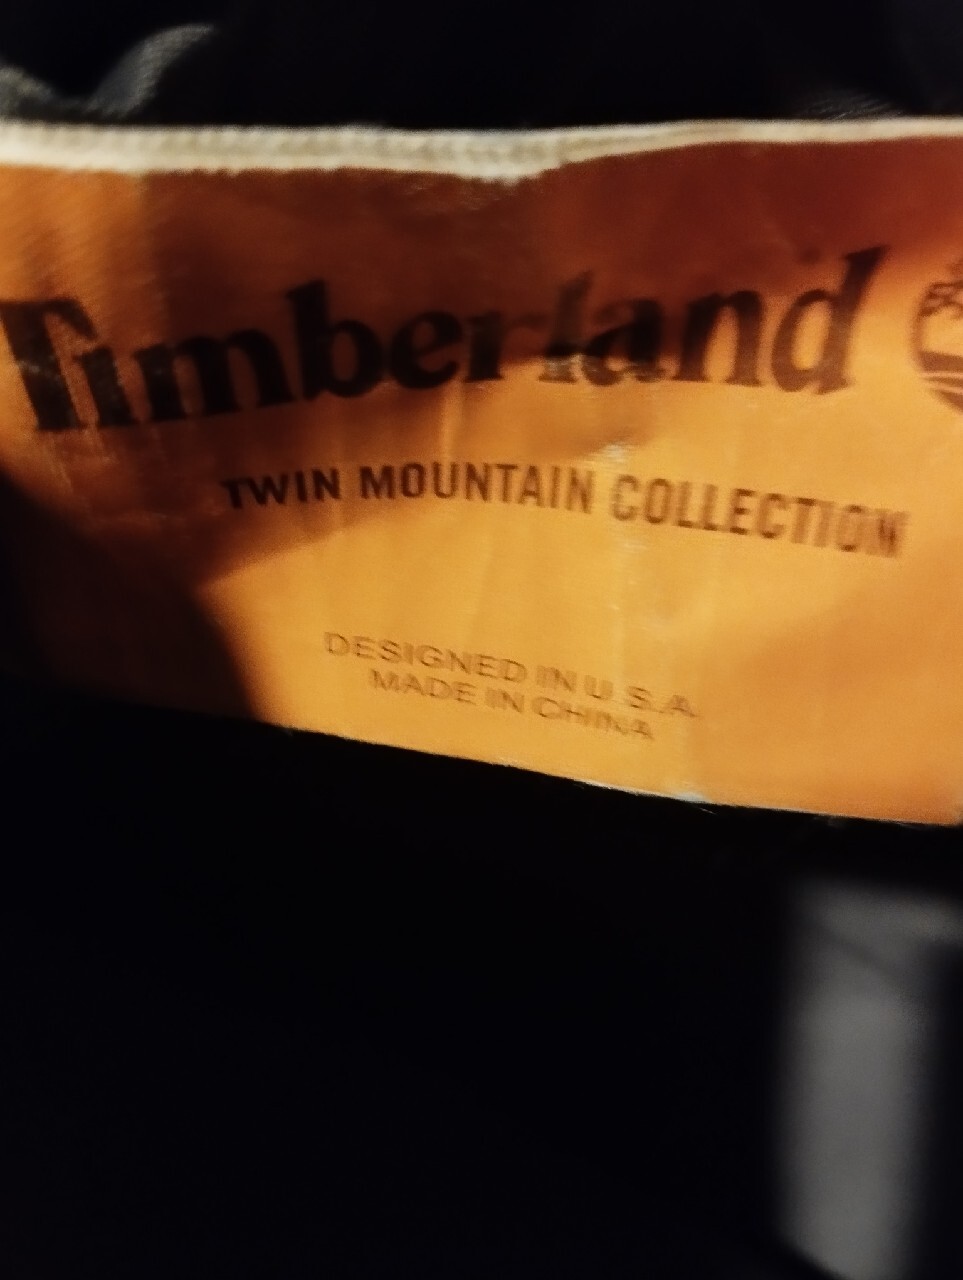 Timberland
TWIN MOUNTAIN COLLECTION
DESIGNED IN U.S.A.
MADE IN CHINA